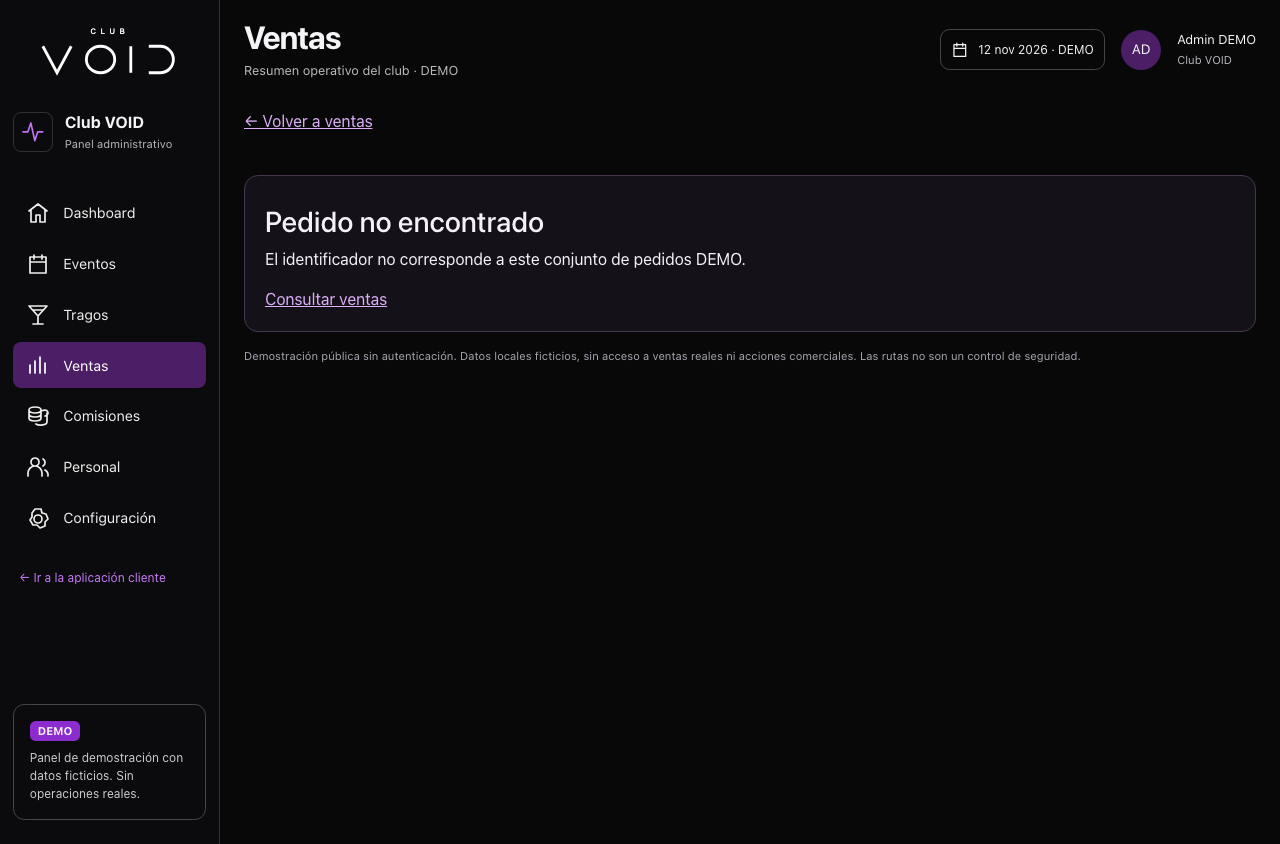 CLUB
VOID
Club VOID
Panel administrativo
Dashboard
Eventos
Tragos
Ventas
Comisiones
Personal
Configuración
← Ir a la aplicación cliente
DEMO
Panel de demostración con
datos ficticios. Sin
operaciones reales.
Ventas
Resumen operativo del club · DEMO
12 nov 2026 · DEMO
AD
Admin DEMO
Club VOID
← Volver a ventas
Pedido no encontrado
El identificador no corresponde a este conjunto de pedidos DEMO.
Consultar ventas
Demostración pública sin autenticación. Datos locales ficticios, sin acceso a ventas reales ni acciones comerciales. Las rutas no son un control de seguridad.